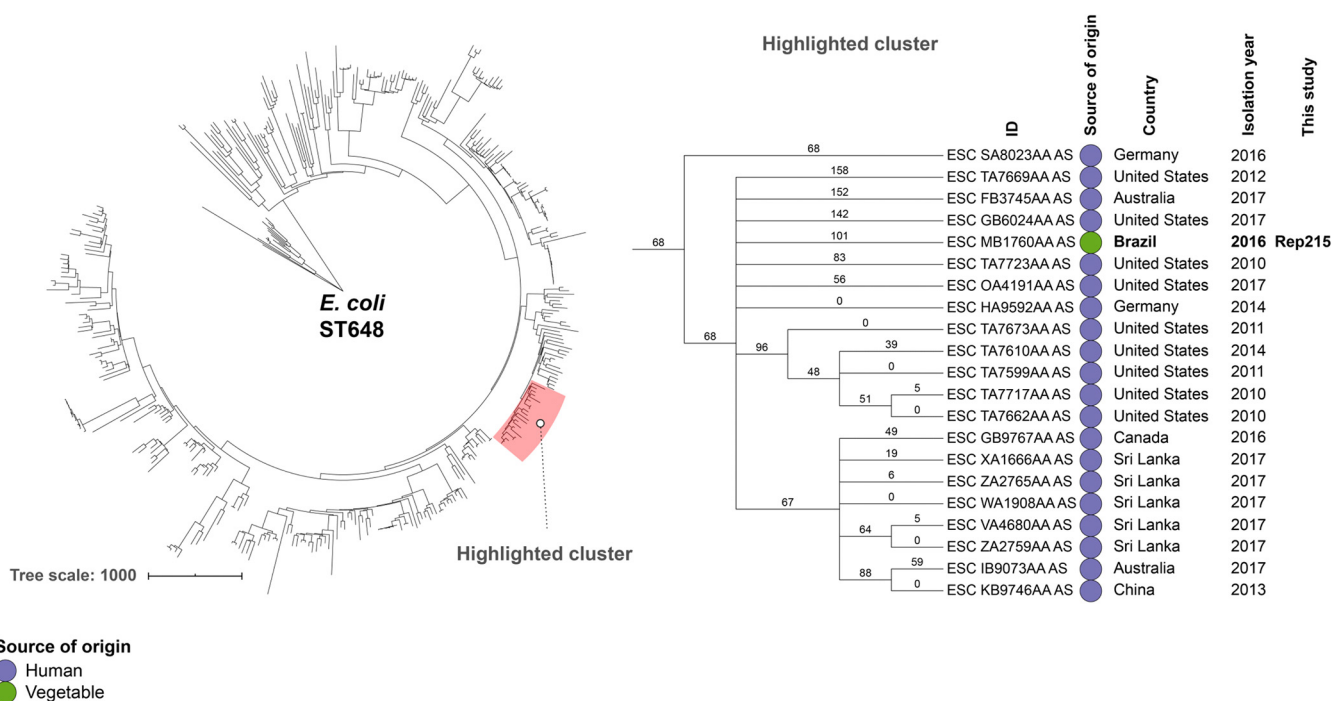 Highlighted cluster
ID
Source of origin
Country
Isolation year
This study
68
ESC SA8023AA AS Germany 2016
158
ESC TA7669AA AS United States 2012
152
ESC FB3745AA AS Australia 2017
142
ESC GB6024AA AS United States 2017
101
ESC MB1760AA AS Brazil 2016 Rep215
68
83
ESC TA7723AA AS United States 2010
56
ESC OA4191AA AS United States 2017
0
ESC HA9592AA AS Germany 2014
0
ESC TA7673AA AS United States 2011
68
96
39
ESC TA7610AA AS United States 2014
48
0
ESC TA7599AA AS United States 2011
5
ESC TA7717AA AS United States 2010
51
0
ESC TA7662AA AS United States 2010
49
ESC GB9767AA AS Canada 2016
19
ESC XA1666AA AS Sri Lanka 2017
6
ESC ZA2765AA AS Sri Lanka 2017
67
0
ESC WA1908AA AS Sri Lanka 2017
5
ESC VA4680AA AS Sri Lanka 2017
64
0
ESC ZA2759AA AS Sri Lanka 2017
59
ESC IB9073AA AS Australia 2017
88
0
ESC KB9746AA AS China 2013
E. coli
ST648
Highlighted cluster
Tree scale: 1000
Source of origin
Human
Vegetable